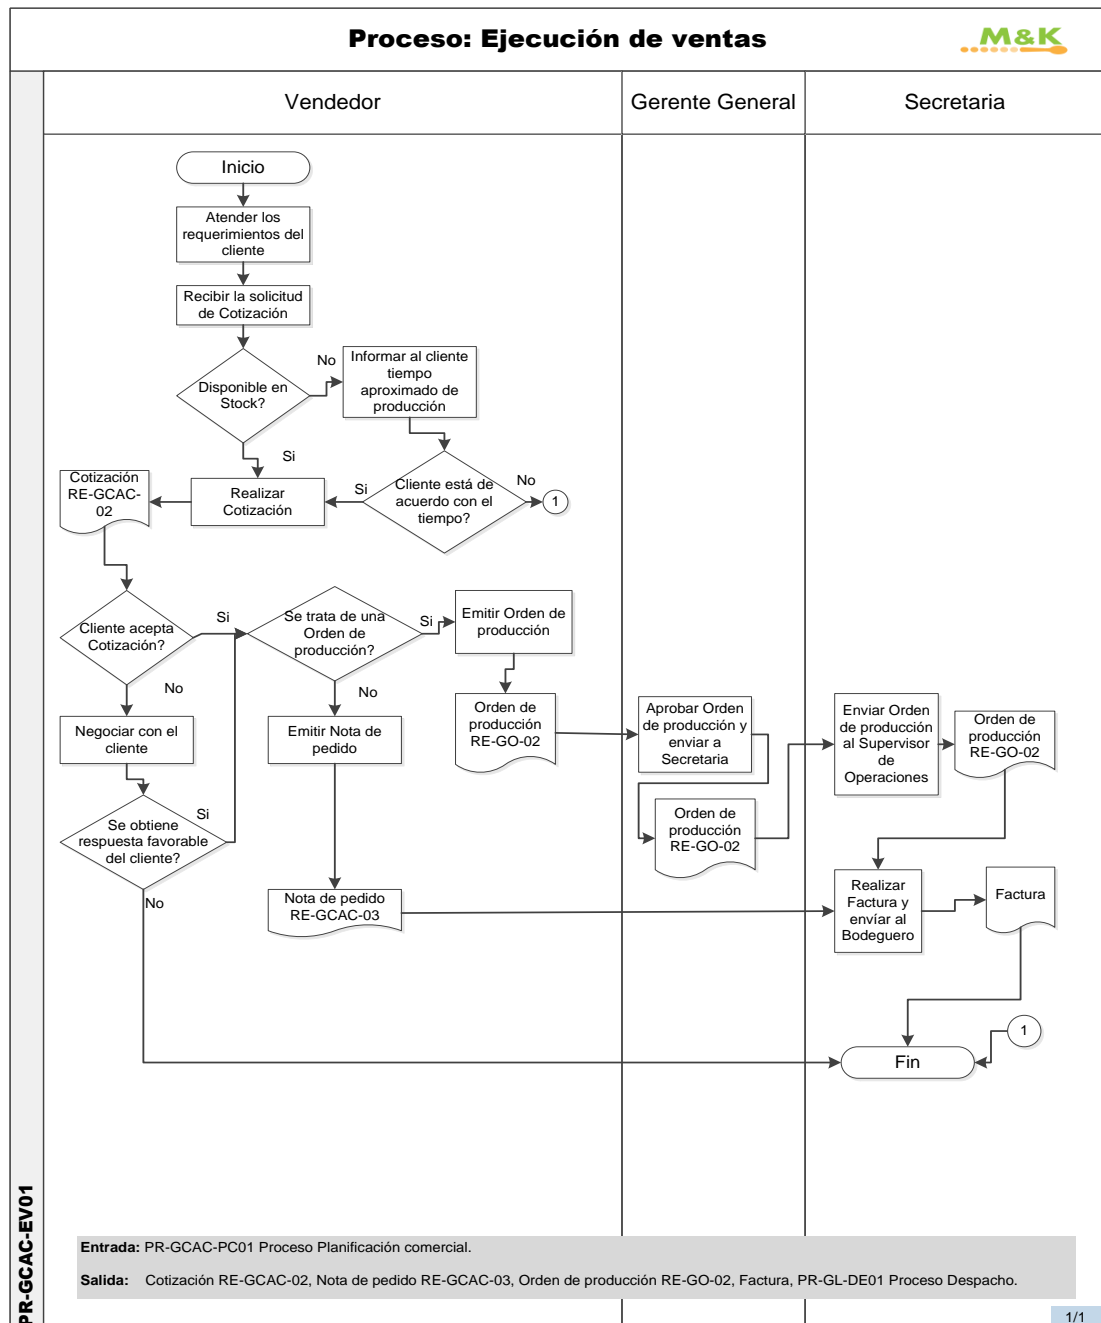 Proceso: Ejecución de ventas
M&K
Vendedor
Gerente General
Secretaria
Inicio
Atender los
requerimientos del
cliente
Recibir la solicitud
de Cotización
Disponible en
Stock?
No
Informar al cliente
tiempo
aproximado de
producción
Si
Cotización
RE-GCAC-
02
Realizar
Cotización
Si
Cliente está de
acuerdo con el
tiempo?
No
1
Cliente acepta
Cotización?
Si
Se trata de una
Orden de
producción?
Si
Emitir Orden de
producción
No
No
Negociar con el
cliente
Emitir Nota de
pedido
Orden de
producción
RE-GO-02
Aprobar Orden
de producción y
enviar a
Secretaria
Enviar Orden
de producción
al Supervisor
de
Operaciones
Orden de
producción
RE-GO-02
Se obtiene
respuesta favorable
del cliente?
Si
Orden de
producción
RE-GO-02
No
Nota de pedido
RE-GCAC-03
Realizar
Factura y
envíar al
Bodeguero
Factura
1
Fin
PR-GCAC-EV01
Entrada: PR-GCAC-PC01 Proceso Planificación comercial.
Salida: Cotización RE-GCAC-02, Nota de pedido RE-GCAC-03, Orden de producción RE-GO-02, Factura, PR-GL-DE01 Proceso Despacho.
1/1